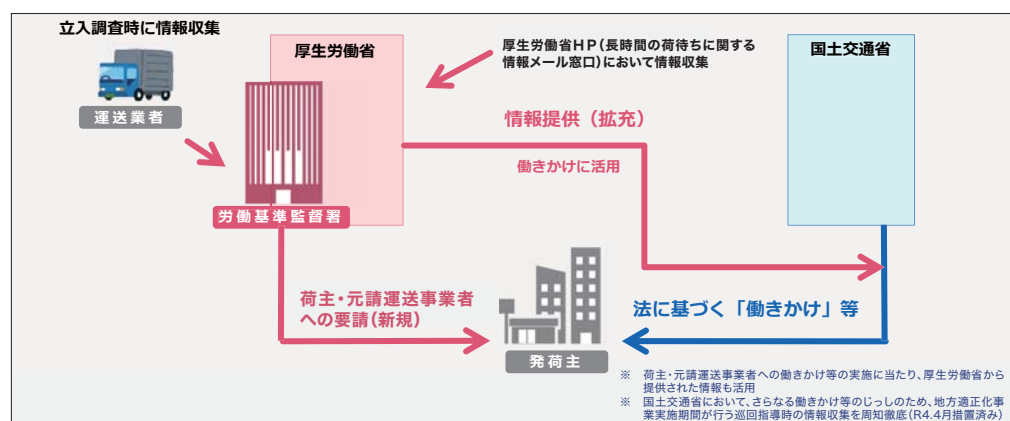 立入調査時に情報収集
運送業者
厚生労働省
厚生労働省HP(長時間の荷待ちに関する
情報メール窓口)において情報収集
国土交通省
情報提供（拡充）
働きかけに活用
労働基準監督署
荷主・元請運送事業者
への要請(新規)
発荷主
法に基づく「働きかけ」等
※　荷主・元請運送事業者への働きかけ等の実施に当たり、厚生労働省から
提供された情報も活用
※　国土交通省において、さらなる働きかけ等のじっしのため、地方適正化事
業実施期間が行う巡回指導時の情報収集を周知徹底(R4.4月措置済み)